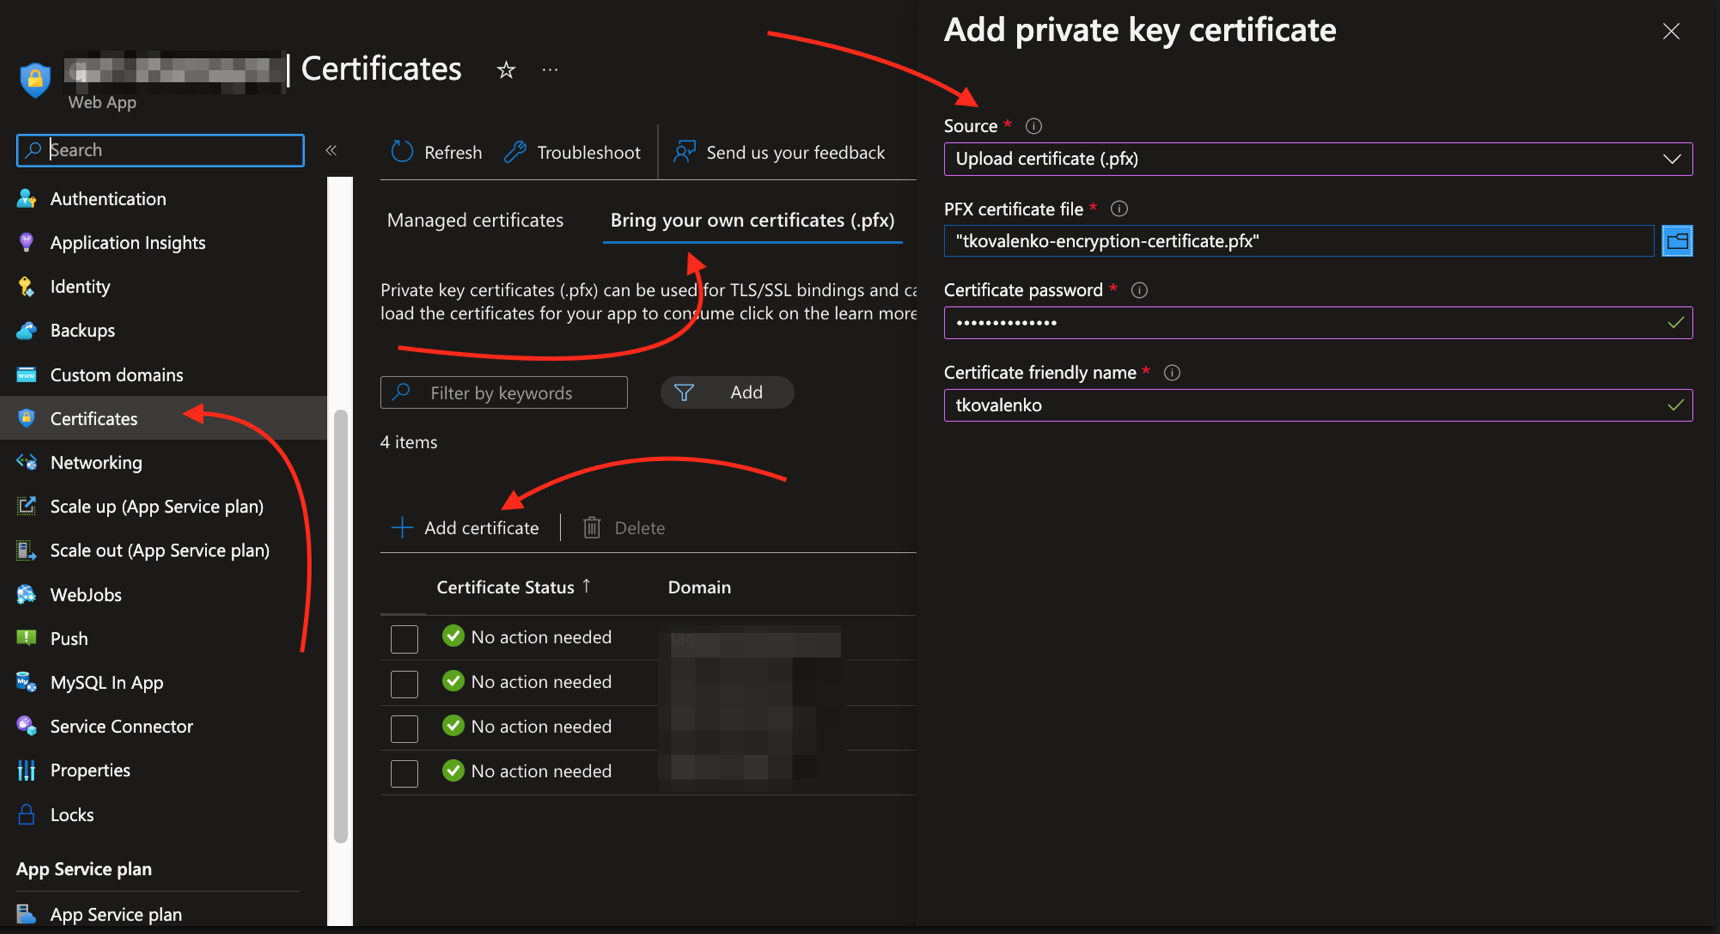 | Certificates
Web App
Search
Authentication
Application Insights
Identity
Backups
Custom domains
Certificates
Networking
Scale up (App Service plan)
Scale out (App Service plan)
WebJobs
Push
MySQL In App
Service Connector
Properties
Locks
App Service plan
App Service plan
Refresh
Troubleshoot
Send us your feedback
Managed certificates
Bring your own certificates (.pfx)
Private key certificates (.pfx) can be used for TLS/SSL bindings and ca
load the certificates for your app to consume click on the learn more
Filter by keywords
Add
4 items
Add certificate
Delete
Certificate Status ↑ Domain
No action needed
No action needed
No action needed
No action needed
Add private key certificate
Source *
Upload certificate (.pfx)
PFX certificate file *
"tkovalenko-encryption-certificate.pfx"
Certificate password *
••••••••••••••
Certificate friendly name *
tkovalenko